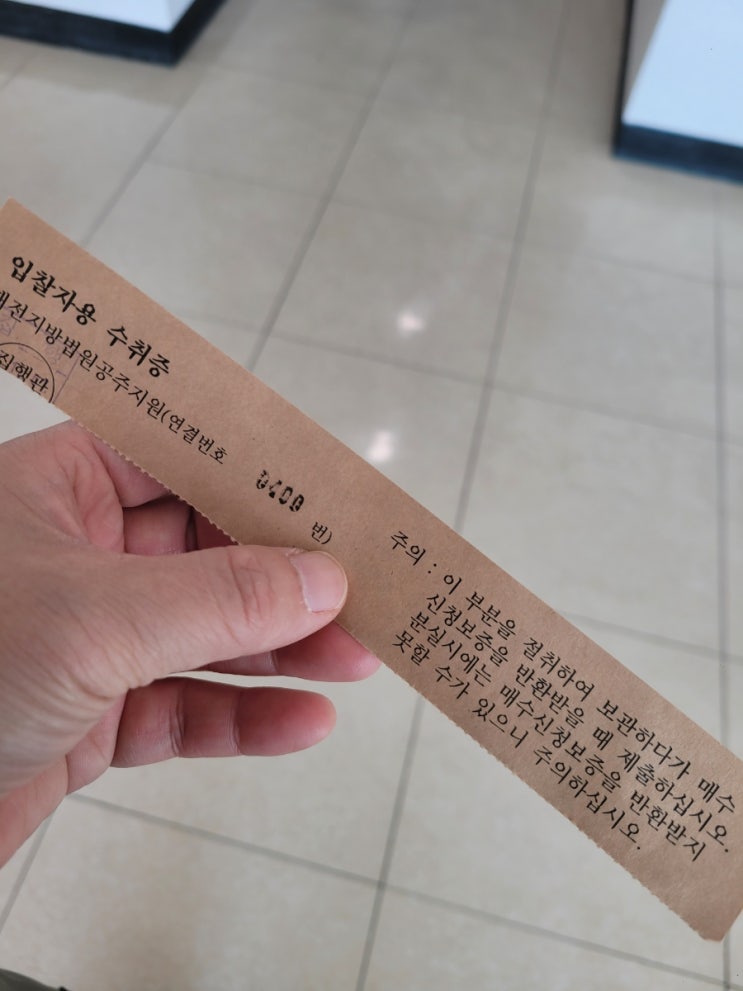 입찰자용 수취증
대전지방법원공주지원(연결번호 0400 번)
집행관
주의 : 이 부분을 절취하여 보관하다가 매수
신청보증을 반환받을 때 제출하십시오.
분실시에는 매수신청보증을 반환받지
못할 수가 있으니 주의하십시오.